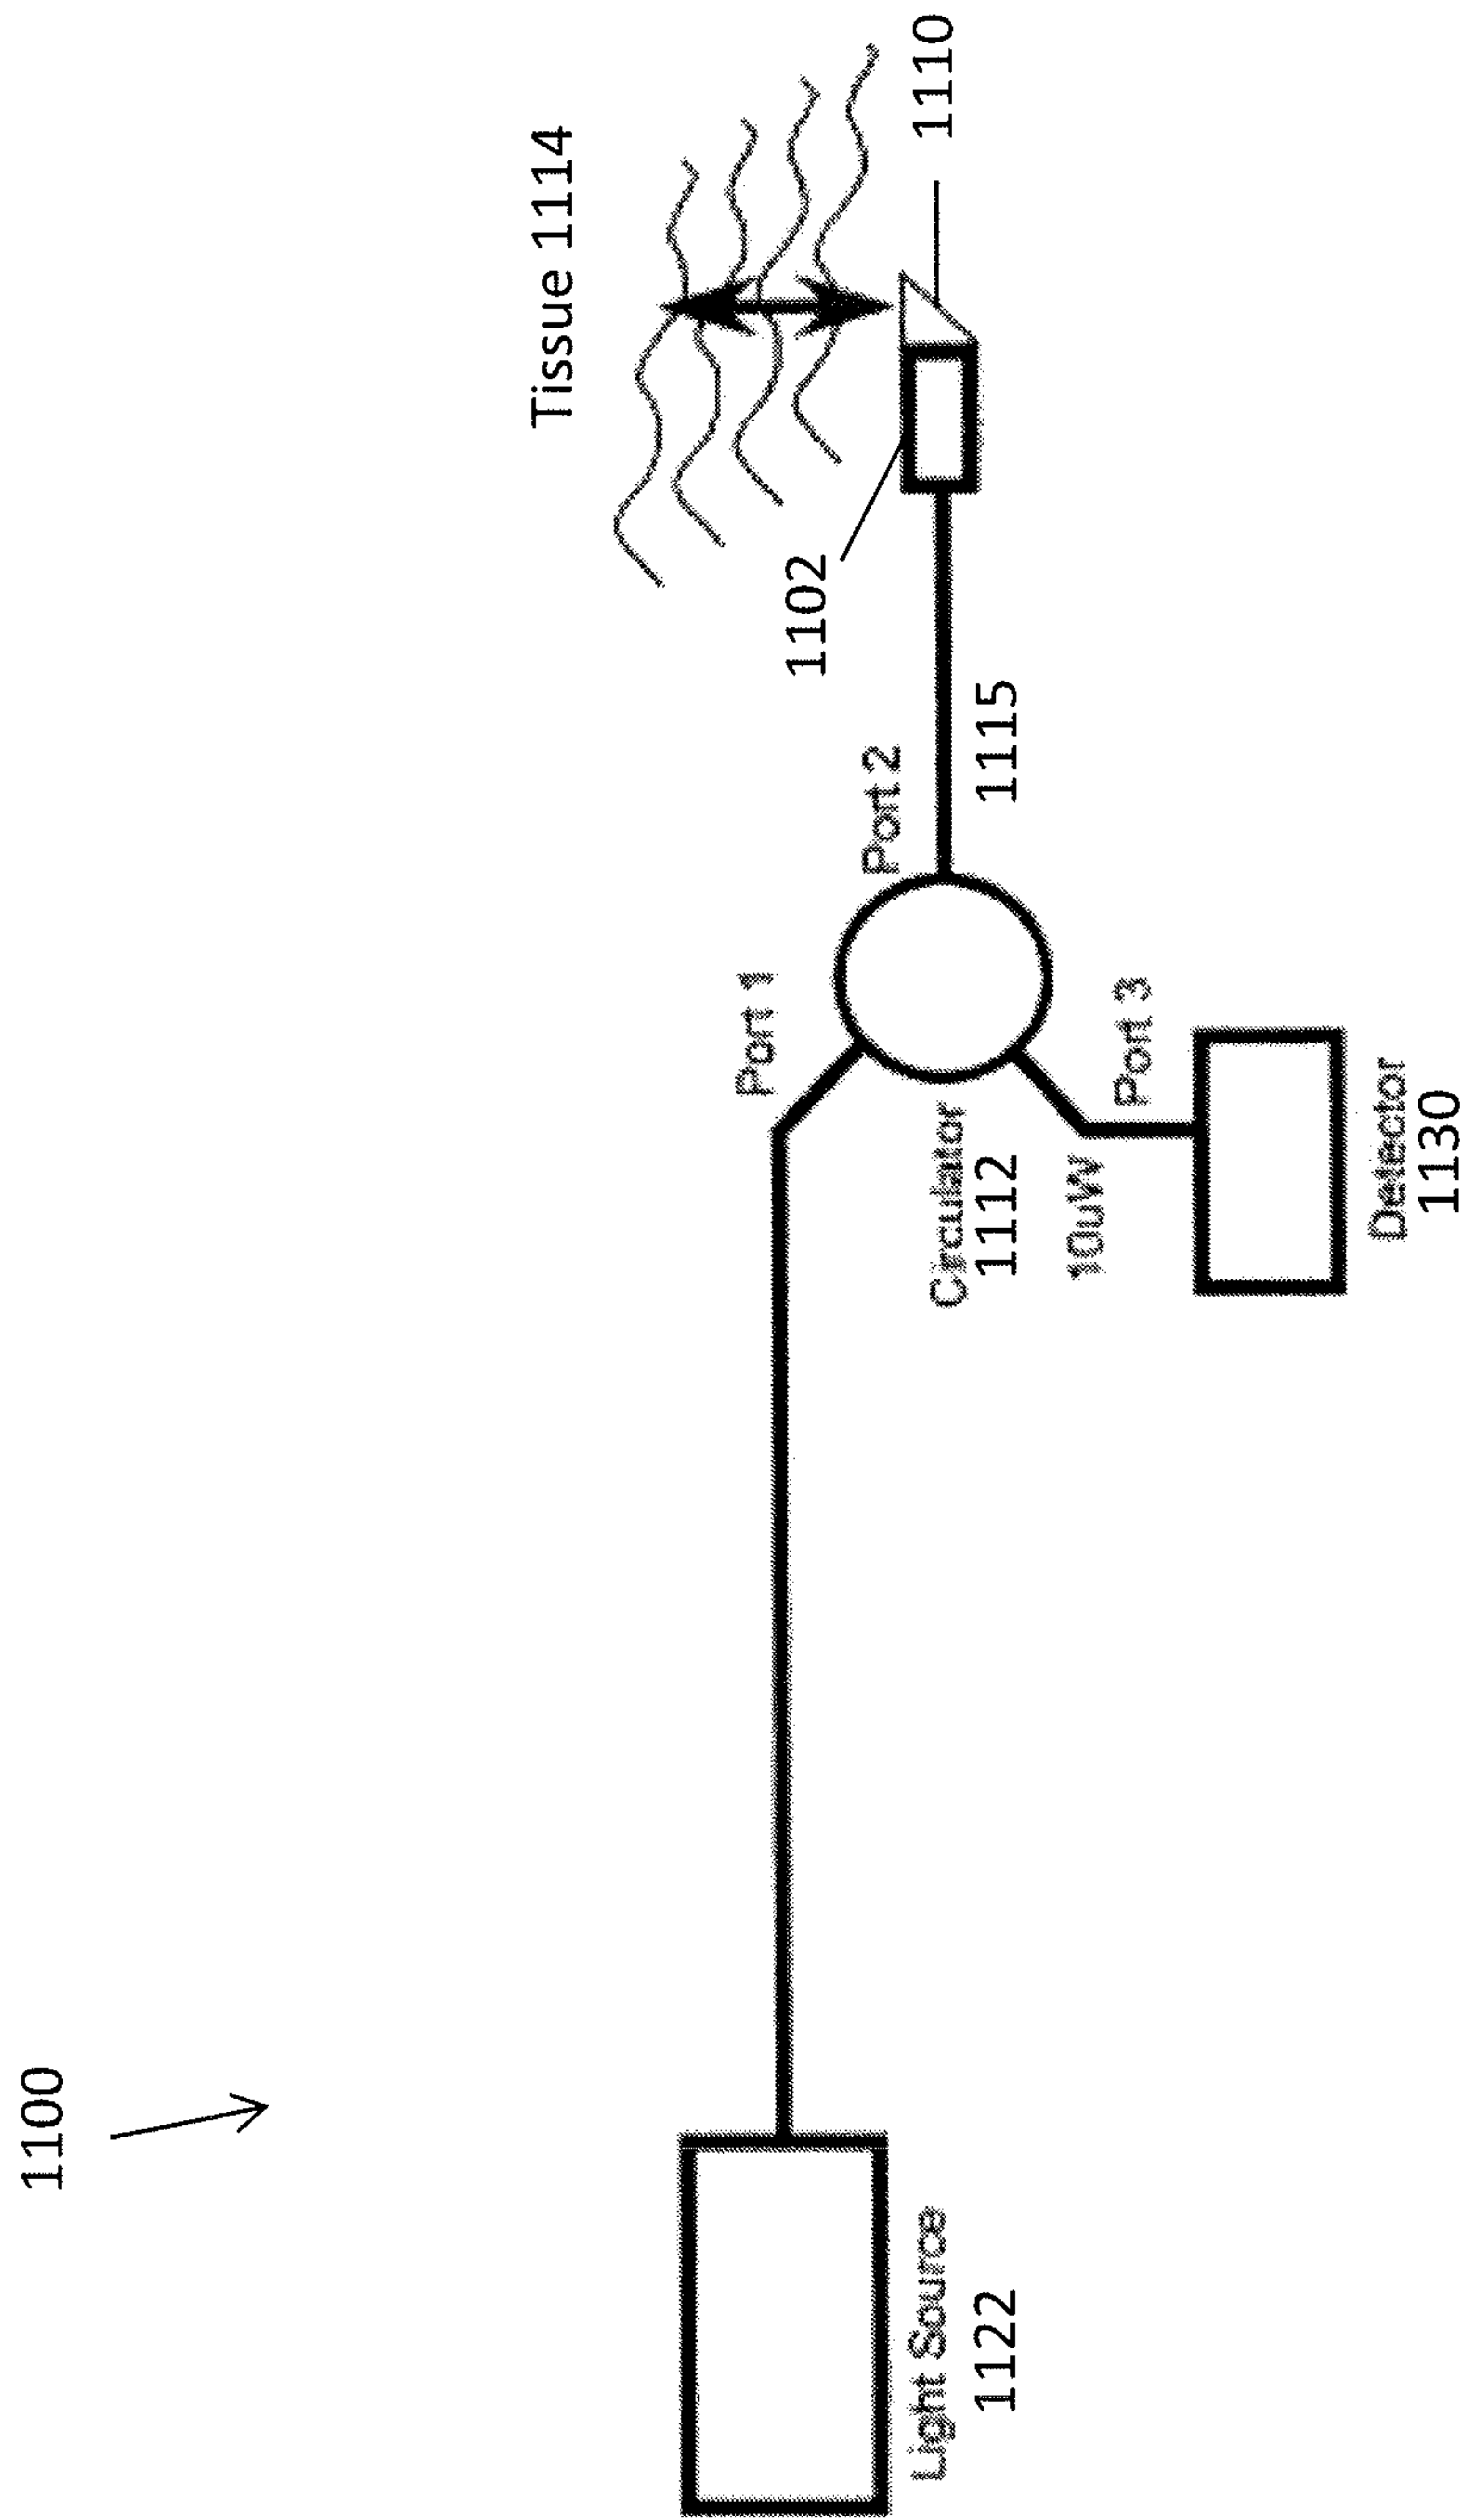 1100
Tissue 1114
1110
1102
Port 2
1115
Port 1
Port 3
Circulator
1112
10uW
Detector
1130
Light Source
1122